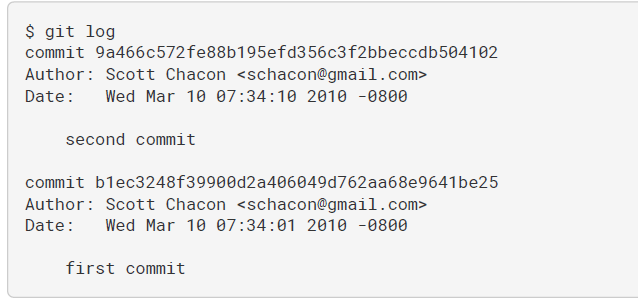 $ git log
commit 9a466c572fe88b195efd356c3f2bbeccdb504102
Author: Scott Chacon <schacon@gmail.com>
Date:   Wed Mar 10 07:34:10 2010 -0800

    second commit

commit b1ec3248f39900d2a406049d762aa68e9641be25
Author: Scott Chacon <schacon@gmail.com>
Date:   Wed Mar 10 07:34:01 2010 -0800

    first commit